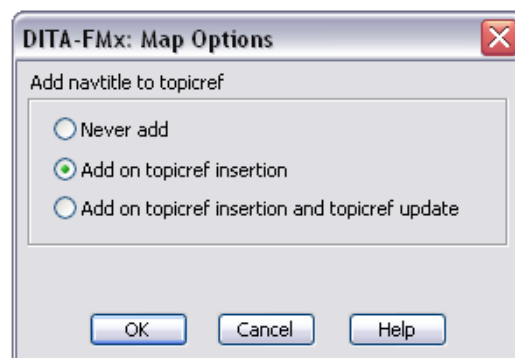 DITA-FMx: Map Options
Add navtitle to topicref
Never add
Add on topicref insertion
Add on topicref insertion and topicref update
OK Cancel Help